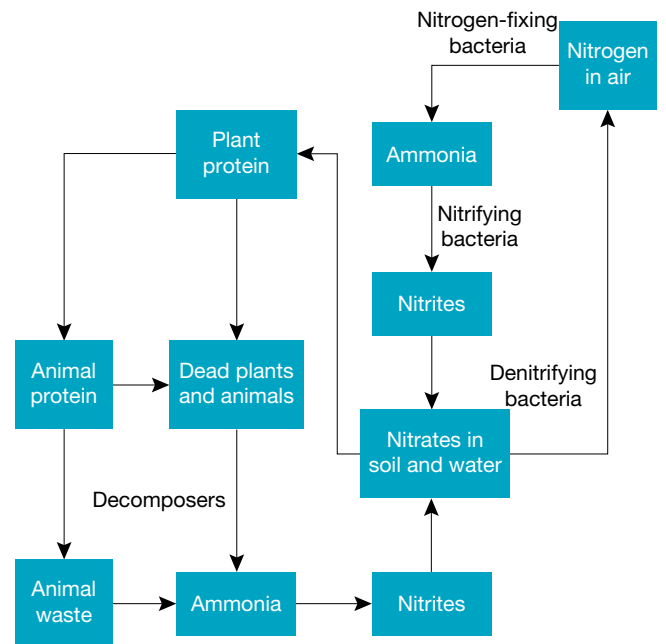 Nitrogen-fixing
bacteria
Nitrogen
in air
Plant
protein
Ammonia
Nitrifying
bacteria
Nitrites
Animal
protein
Dead plants
and animals
Denitrifying
bacteria
Nitrates in
soil and water
Decomposers
Animal
waste
Ammonia
Nitrites